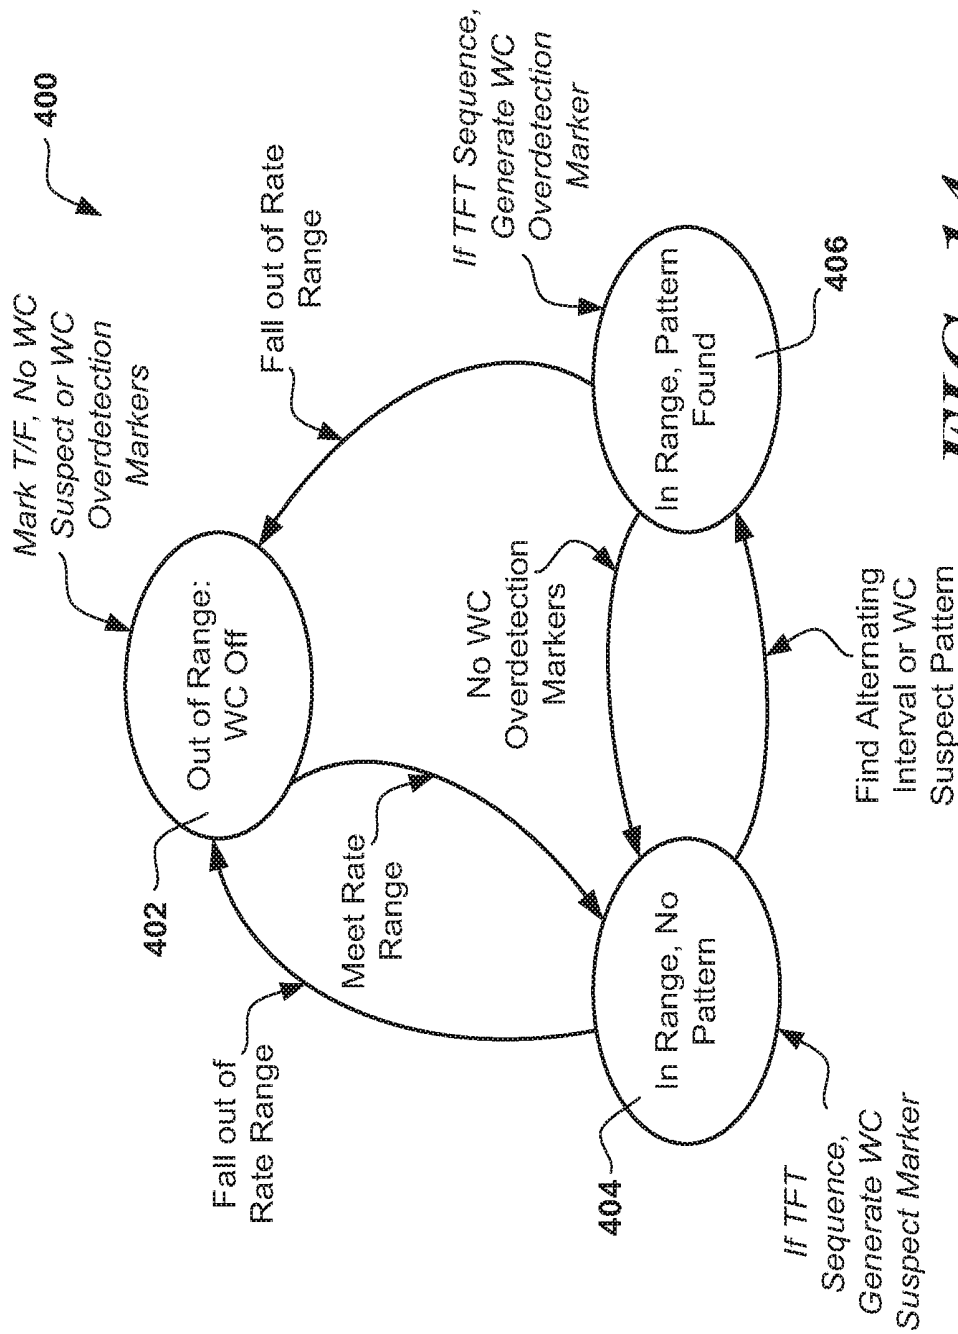 400
Mark T/F, No WC
Suspect or WC
Overdetection
Markers
402
Out of Range:
WC Off
Fall out of
Rate Range
Meet Rate
Range
Fall out of Rate
Range
If TFT Sequence,
Generate WC
Overdetection
Marker
No WC
Overdetection
Markers
404
In Range, No
Pattern
In Range, Pattern
Found
406
If TFT
Sequence,
Generate WC
Suspect Marker
Find Alternating
Interval or WC
Suspect Pattern